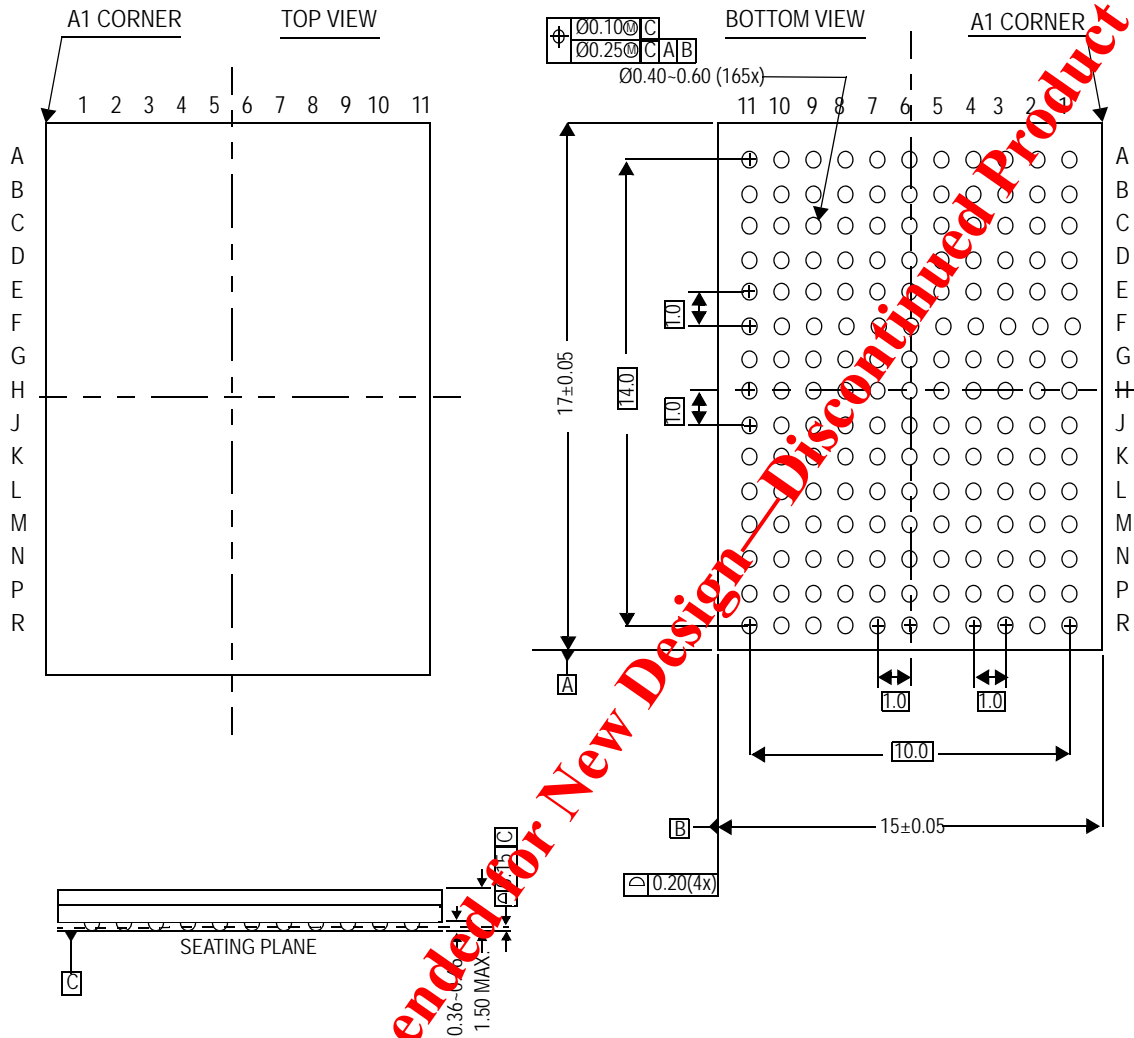 A1 CORNER
TOP VIEW
BOTTOM VIEW
A1 CORNER
Ø0.10Ⓜ C
Ø0.25Ⓜ C A B
Ø0.40~0.60 (165x)
1 2 3 4 5 6 7 8 9 10 11
11 10 9 8 7 6 5 4 3 2 1
A
B
C
D
E
F
G
H
J
K
L
M
N
P
R
A
B
C
D
E
F
G
H
J
K
L
M
N
P
R
17±0.05
14.0
1.0
1.0
A
1.0
1.0
10.0
B
15±0.05
0.20(4x)
C
SEATING PLANE
C
1.50 MAX.
for New Design—Discontinued Product